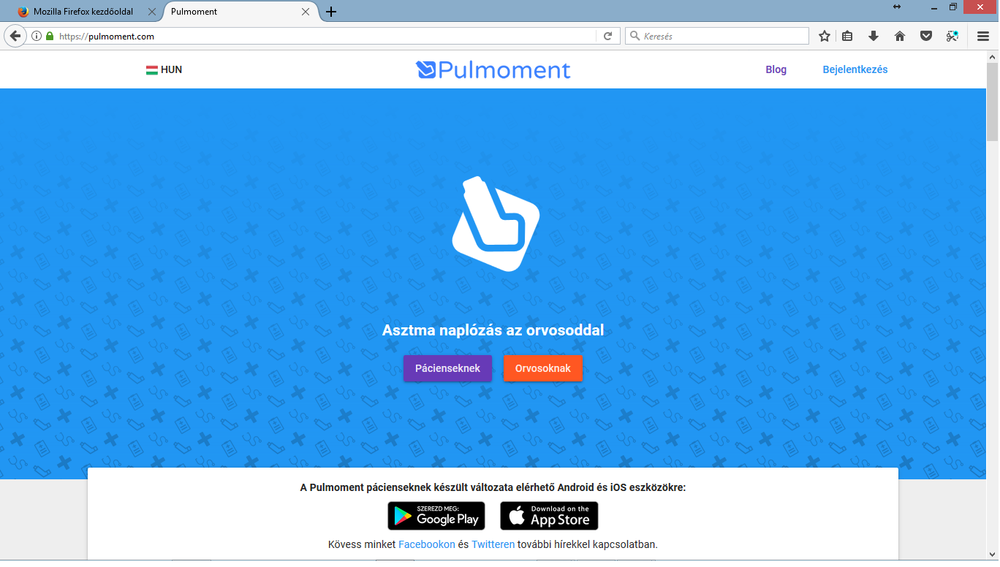 Mozilla Firefox kezdőoldal
Pulmoment
https://pulmoment.com
Keresés
HUN
Pulmoment
Blog
Bejelentkezés
Asztma naplózás az orvosoddal
Pácienseknek
Orvosoknak
A Pulmoment pácienseknek készült változata elérhető Android és iOS eszközökre:
SZEREZD MEG:
Google Play
Download on the
App Store
Kövess minket Facebookon és Twitteren további hírekkel kapcsolatban.